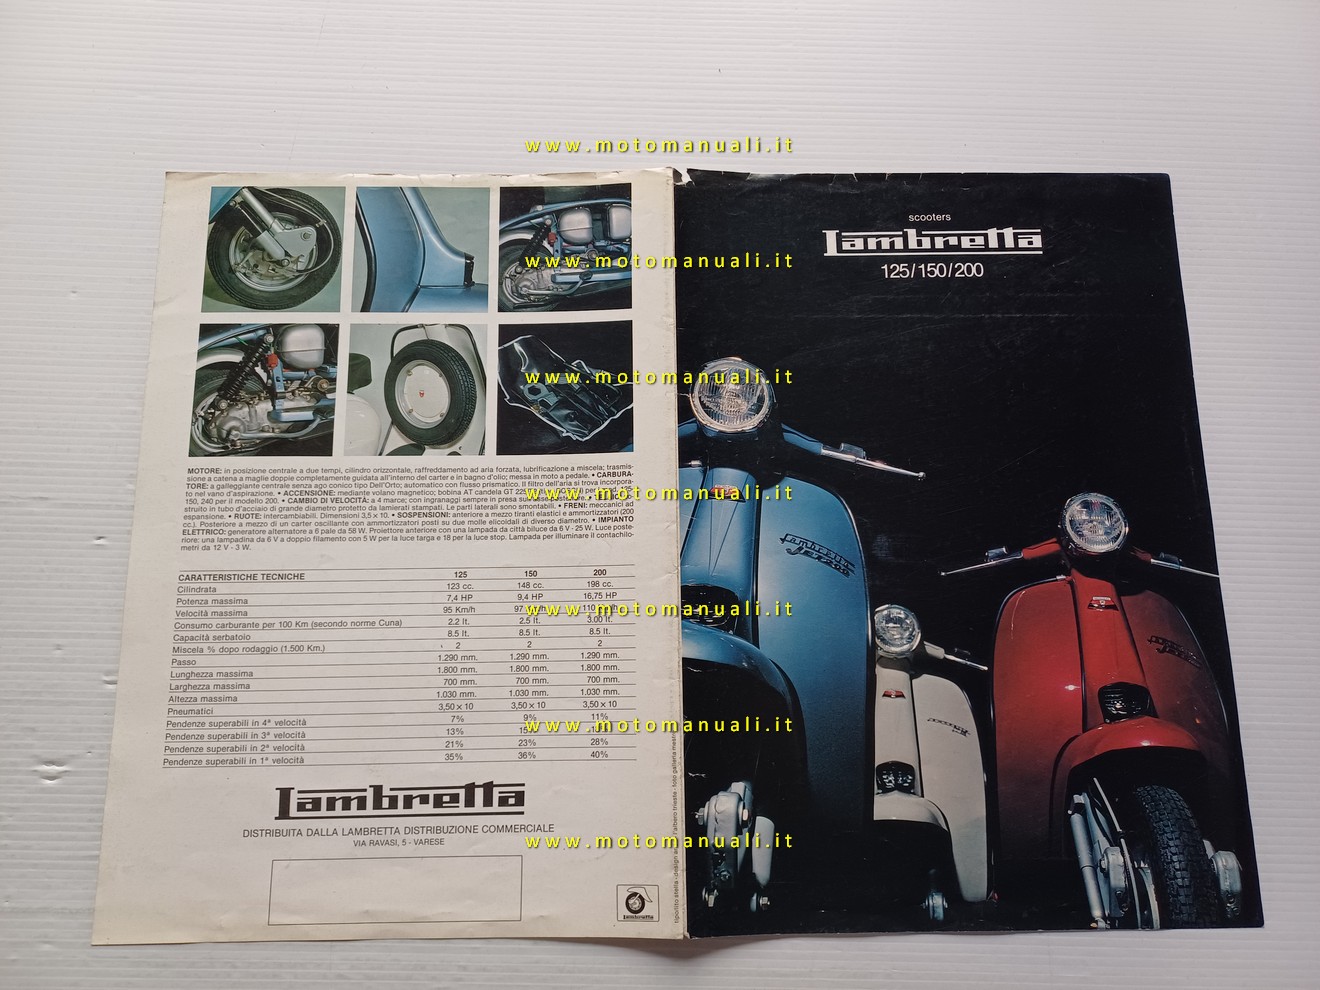 www.motomanuali.it
scooters
Lambretta
125/150/200
www.motomanuali.it
www.motomanuali.it
MOTORE: in posizione centrale a due tempi, cilindro orizzontale, raffreddamento ad aria forzata, lubrificazione a miscela; trasmis-
sione a catena a maglie doppie completamente guidata all'interno del carter e in bagno d'olio; messa in moto a pedale. • CARBURA-
TORE: a galleggiante centrale senza ago conico tipo Dell'Orto; automatico con flusso prismatico. Il filtro dell'aria si trova incorpora-
to nel vano d'aspirazione. • ACCENSIONE: mediante volano magnetico; bobina AT candela GT
150, 240 per il modello 200. • CAMBIO DI VELOCITÀ: a 4 marce; con ingranaggi sempre in presa
struito in tubo d'acciaio di grande diametro protetto da lamierati stampati. Le parti laterali sono smontabili. • FRENI: meccanici ad
espansione. • RUOTE: intercambiabili. Dimensioni 3,5 x 10. • SOSPENSIONI: anteriore a mezzo tiranti elastici e ammortizzatori (200
cc.). Posteriore a mezzo di un carter oscillante con ammortizzatori posti su due molle elicoidali di diverso diametro. • IMPIANTO
ELETTRICO: generatore alternatore a 6 pale da 58 W. Proiettore anteriore con una lampada da città biluce da 6 V - 25 W. Luce poste-
riore: una lampadina da 6 V a doppio filamento con 5 W per la luce targa e 18 per la luce stop. Lampada per illuminare il contachilo-
metri da 12 V - 3 W.
www.motomanuali.it
Lambretta
JET 200
CARATTERISTICHE TECNICHE 125 150 200
Cilindrata 123 cc. 148 cc. 198 cc.
Potenza massima 7,4 HP 9,4 HP 16,75 HP
Velocità massima 95 Km/h 97 110
Consumo carburante per 100 Km (secondo norme Cuna) 2.2 lt. 2.5 lt. 3.00 lt.
Capacità serbatoio 8.5 lt. 8.5 lt. 8.5 lt.
Miscela % dopo rodaggio (1.500 Km.) 2 2 2
Passo 1.290 mm. 1.290 mm. 1.290 mm.
Lunghezza massima 1.800 mm. 1.800 mm. 1.800 mm.
Larghezza massima 700 mm. 700 mm. 700 mm.
Altezza massima 1.030 mm. 1.030 mm. 1.030 mm.
Pneumatici 3,50 x 10 3,50 x 10 3,50 x 10
Pendenze superabili in 4ª velocità 7% 9% 11%
Pendenze superabili in 3ª velocità 13%
Pendenze superabili in 2ª velocità 21% 23% 28%
Pendenze superabili in 1ª velocità 35% 36% 40%
www.motomanuali.it
www.motomanuali.it
Lambretta
DISTRIBUITA DALLA LAMBRETTA DISTRIBUZIONE COMMERCIALE
VIA RAVASI, 5 - VARESE
www.motomanuali.it
Lambretta